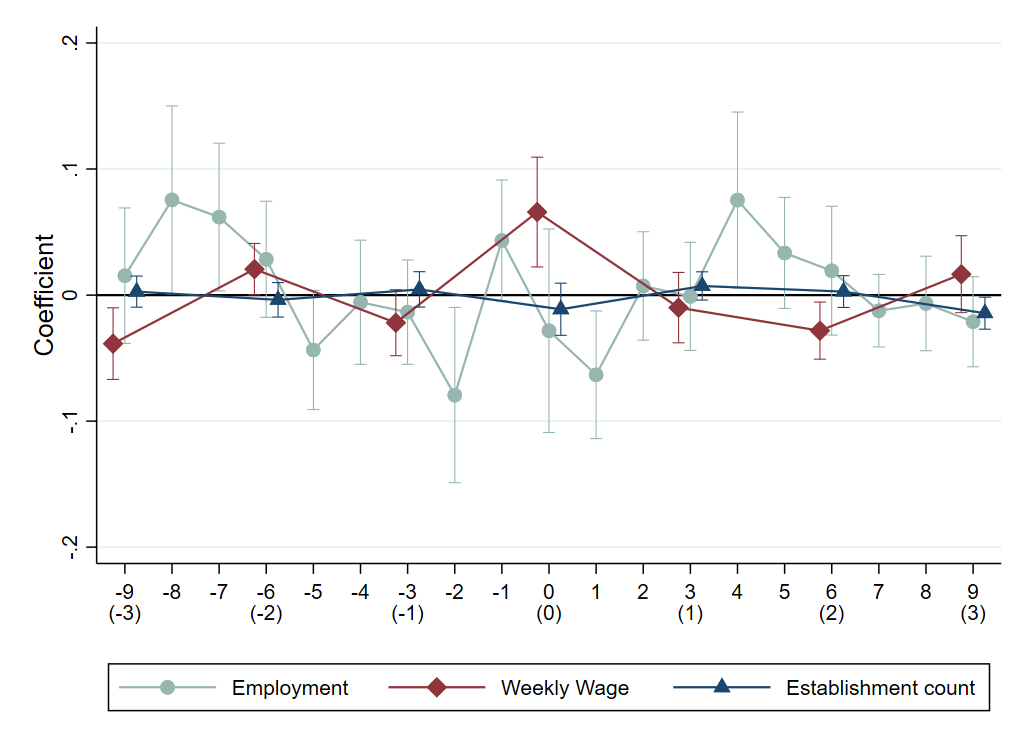 .2
.1
0
-.1
-.2
Coefficient
-9 -8 -7 -6 -5 -4 -3 -2 -1 0 1 2 3 4 5 6 7 8 9
(-3) (-2) (-1) (0) (1) (2) (3)
Employment Weekly Wage Establishment count